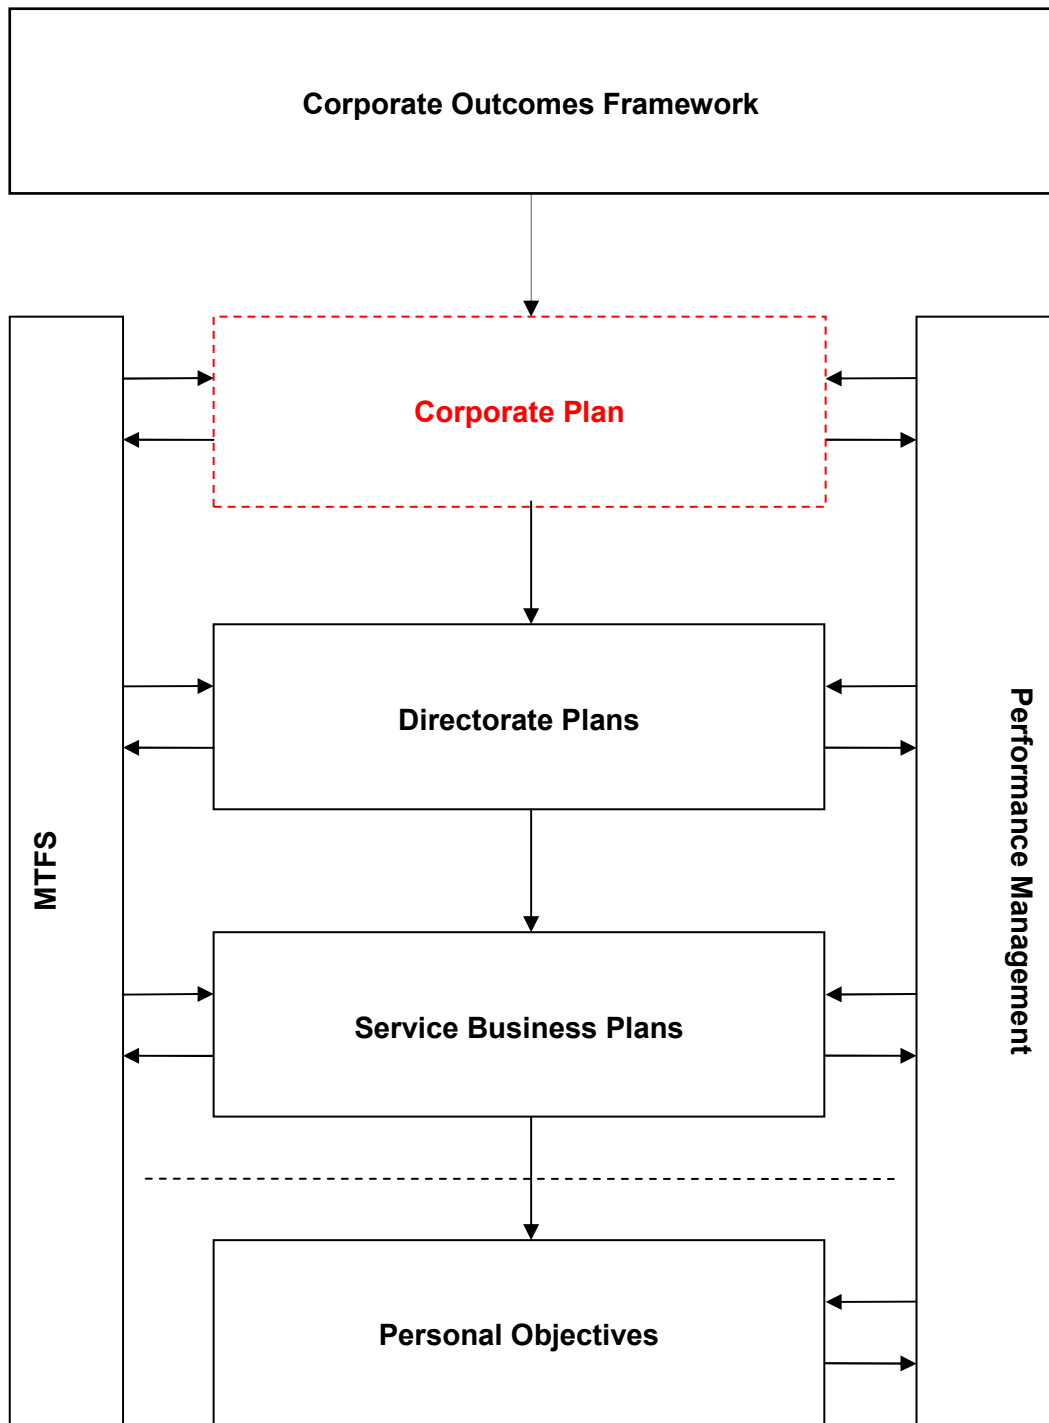 Corporate Outcomes Framework
Corporate Plan
Directorate Plans
Performance Management
MTFS
Service Business Plans
Personal Objectives